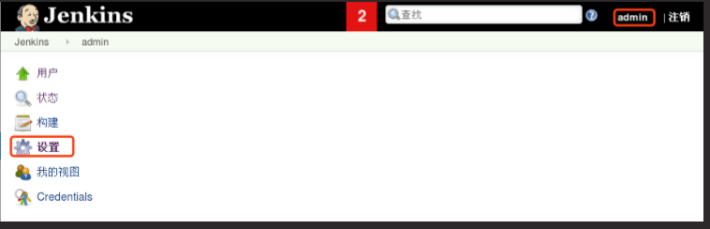 Jenkins 2 查找 admin | 注销
Jenkins admin
用户
状态
构建
设置
我的视图
Credentials